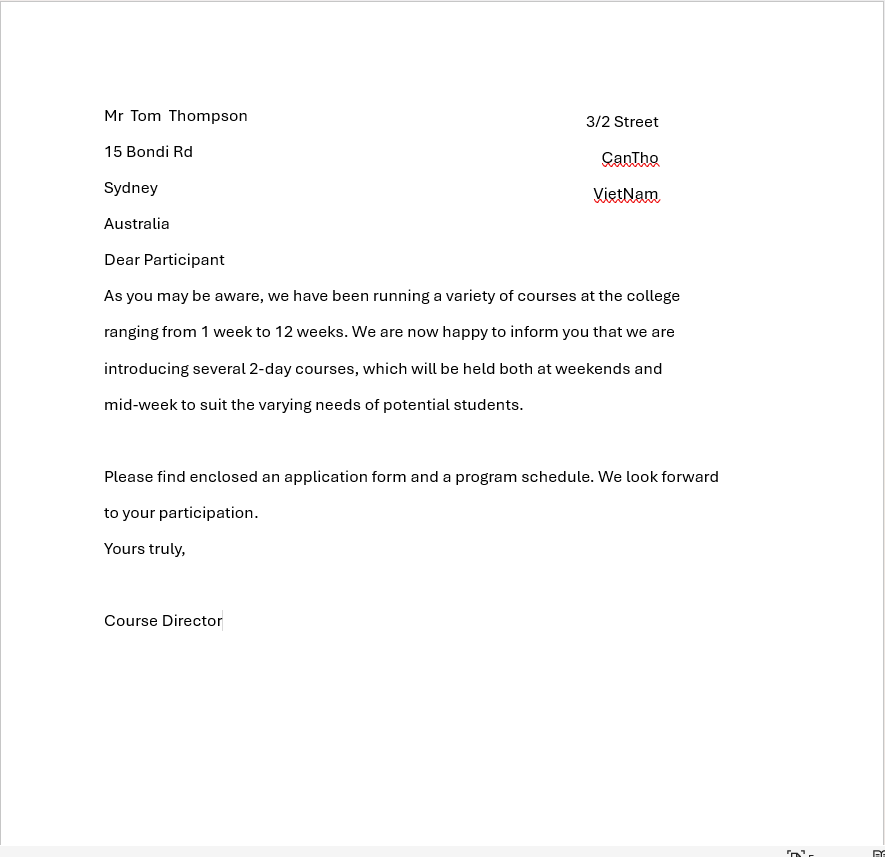 Mr Tom Thompson
3/2 Street
15 Bondi Rd
CanTho
Sydney
VietNam
Australia
Dear Participant
As you may be aware, we have been running a variety of courses at the college
ranging from 1 week to 12 weeks. We are now happy to inform you that we are
introducing several 2-day courses, which will be held both at weekends and
mid-week to suit the varying needs of potential students.
Please find enclosed an application form and a program schedule. We look forward
to your participation.
Yours truly,
Course Director